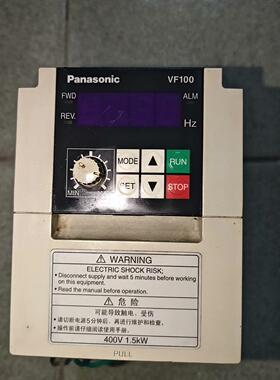 Panasonic VF100
FWD ALM
REV. Hz
MODE ▲ RUN
MIN SET ▼ STOP
⚠ WARNING
ELECTRIC SHOCK RISK;
• Disconnect supply and wait 5 minutes before working on this equipment.
• Read the manual before operation.
⚠ 危险
可能导致触电、受伤
• 请切断电源5分钟后，再进行维护和检查。
• 操作前请仔细阅读使用手册.
400V 1.5kW
PULL